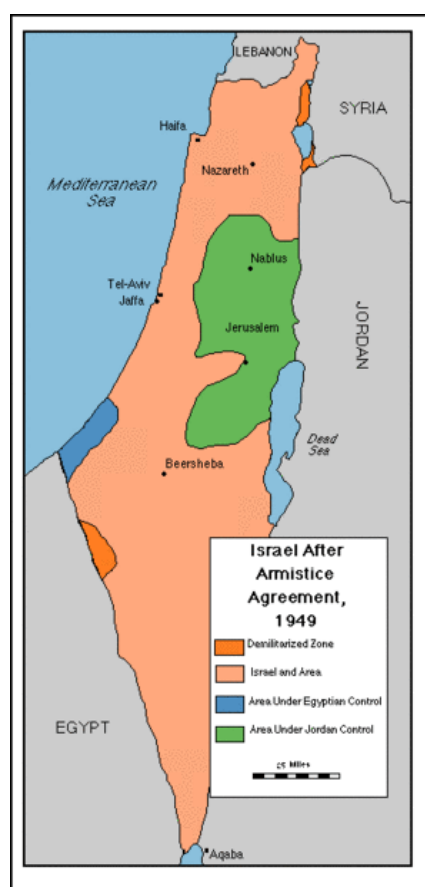 LEBANON
SYRIA
Haifa
Nazareth
Mediterranean
Sea
Nablus
Tel-Aviv
Jaffa
Jerusalem
JORDAN
Dead
Sea
Beersheba
Israel After
Armistice
Agreement,
1949
Demilitarized Zone
Israel and Area
Area Under Egyptian Control
Area Under Jordan Control
25 Miles
EGYPT
Aqaba